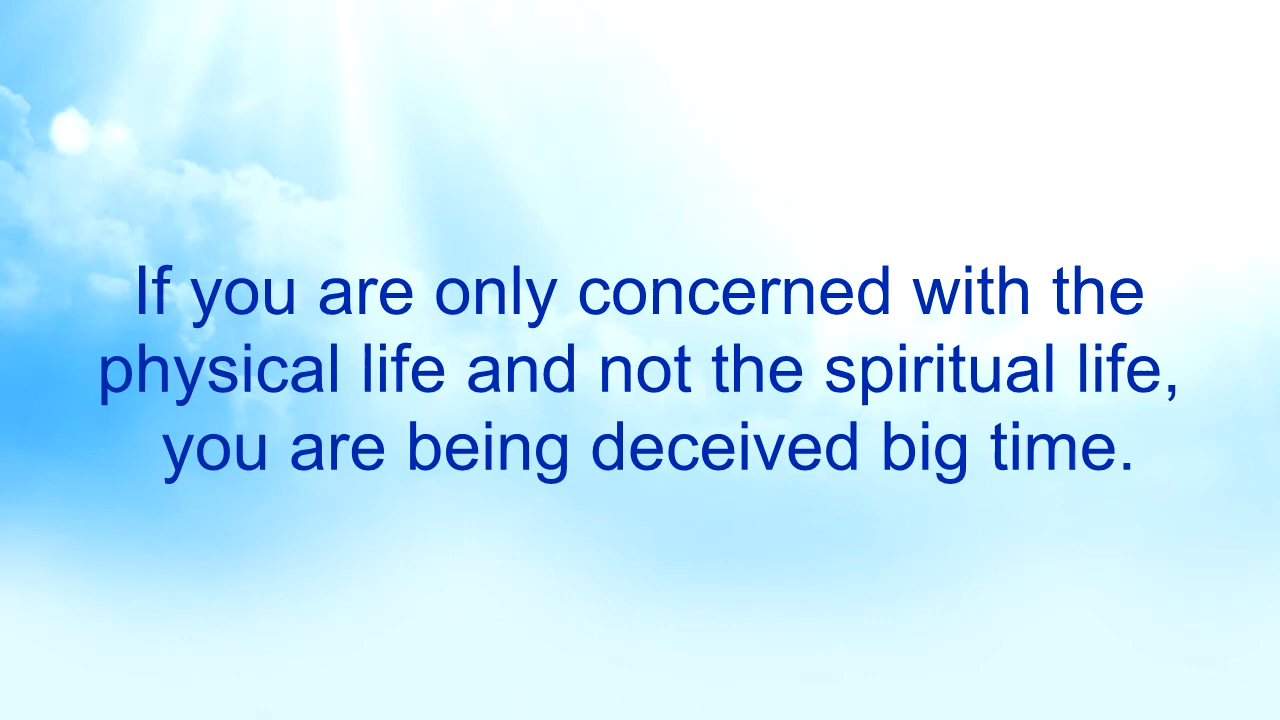 If you are only concerned with the
physical life and not the spiritual life,
you are being deceived big time.